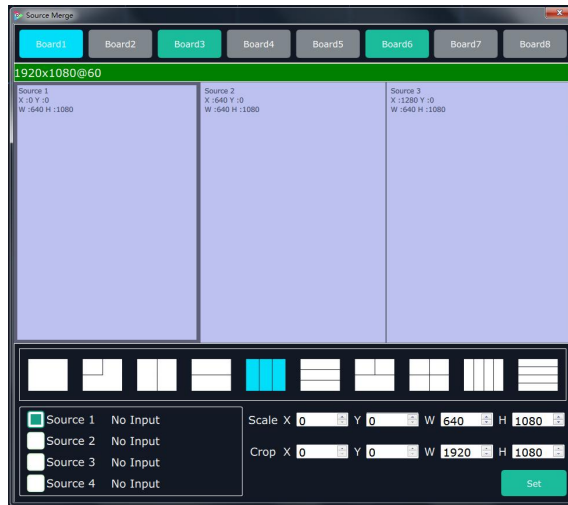 Source Merge
Board1 Board2 Board3 Board4 Board5 Board6 Board7 Board8
1920x1080@60
Source 1
X :0 Y :0
W :640 H :1080
Source 2
X :640 Y :0
W :640 H :1080
Source 3
X :1280 Y :0
W :640 H :1080
Source 1 No Input
Source 2 No Input
Source 3 No Input
Source 4 No Input
Scale X 0 Y 0 W 640 H 1080
Crop X 0 Y 0 W 1920 H 1080
Set